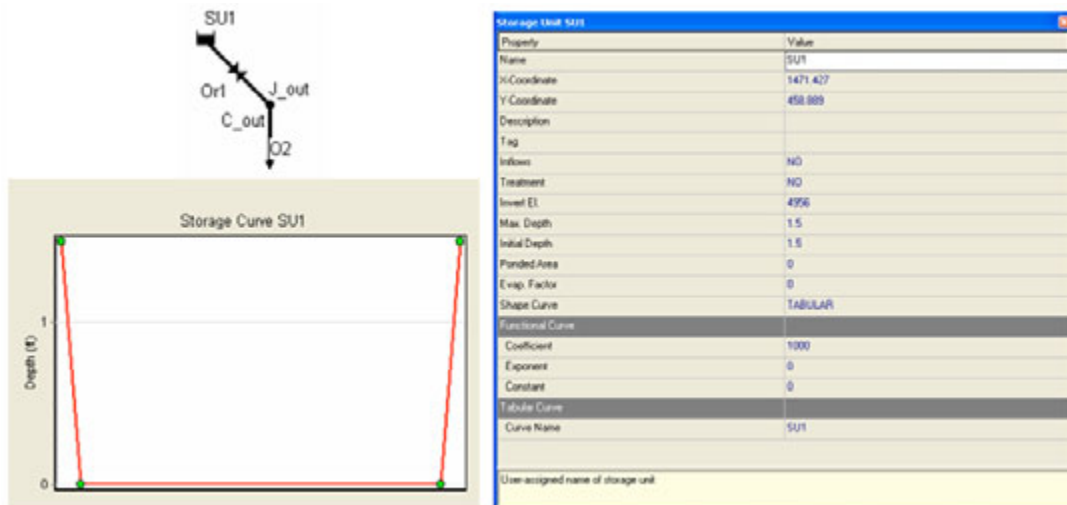 SU1
Or1
J_out
C_out
O2
Storage Curve SU1
1
Depth (ft)
0
Storage Unit SU1
Property Value
Name SU1
X-Coordinate 1471.427
Y-Coordinate 458.889
Description
Tag
Inflows NO
Treatment NO
Invert El. 4956
Max. Depth 1.5
Initial Depth 1.5
Ponded Area 0
Evap. Factor 0
Shape Curve TABULAR
Functional Curve
Coefficient 1000
Exponent 0
Constant 0
Tabular Curve
Curve Name SU1
User-assigned name of storage unit